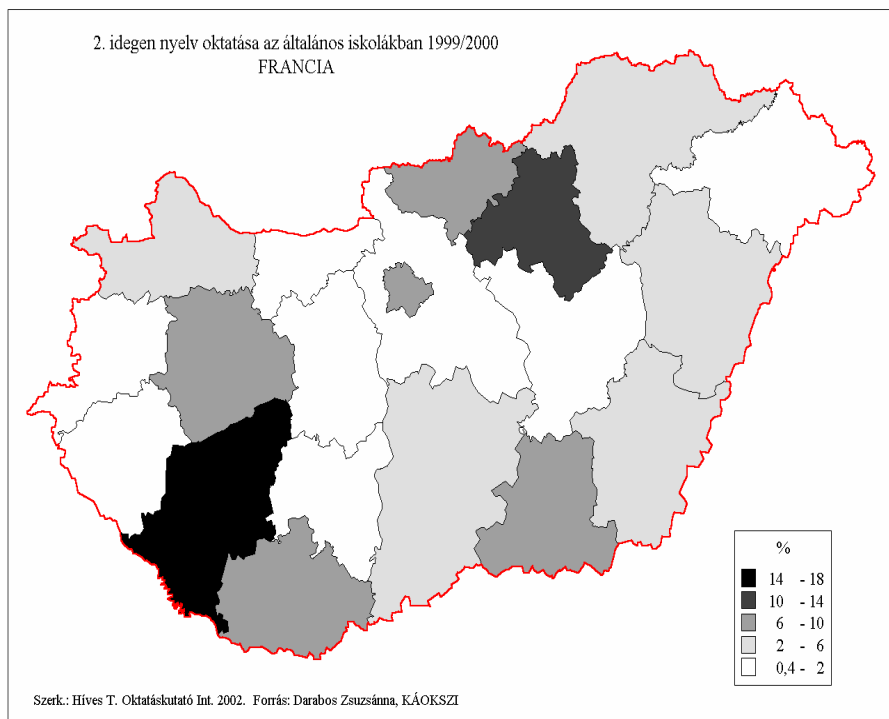 2. idegen nyelv oktatása az általános iskolákban 1999/2000
FRANCIA
%
14 - 18
10 - 14
6 - 10
2 - 6
0,4 - 2
Szerk.: Híves T. Oktatáskutató Int. 2002. Forrás: Darabos Zsuzsánna, KÁOKSZI